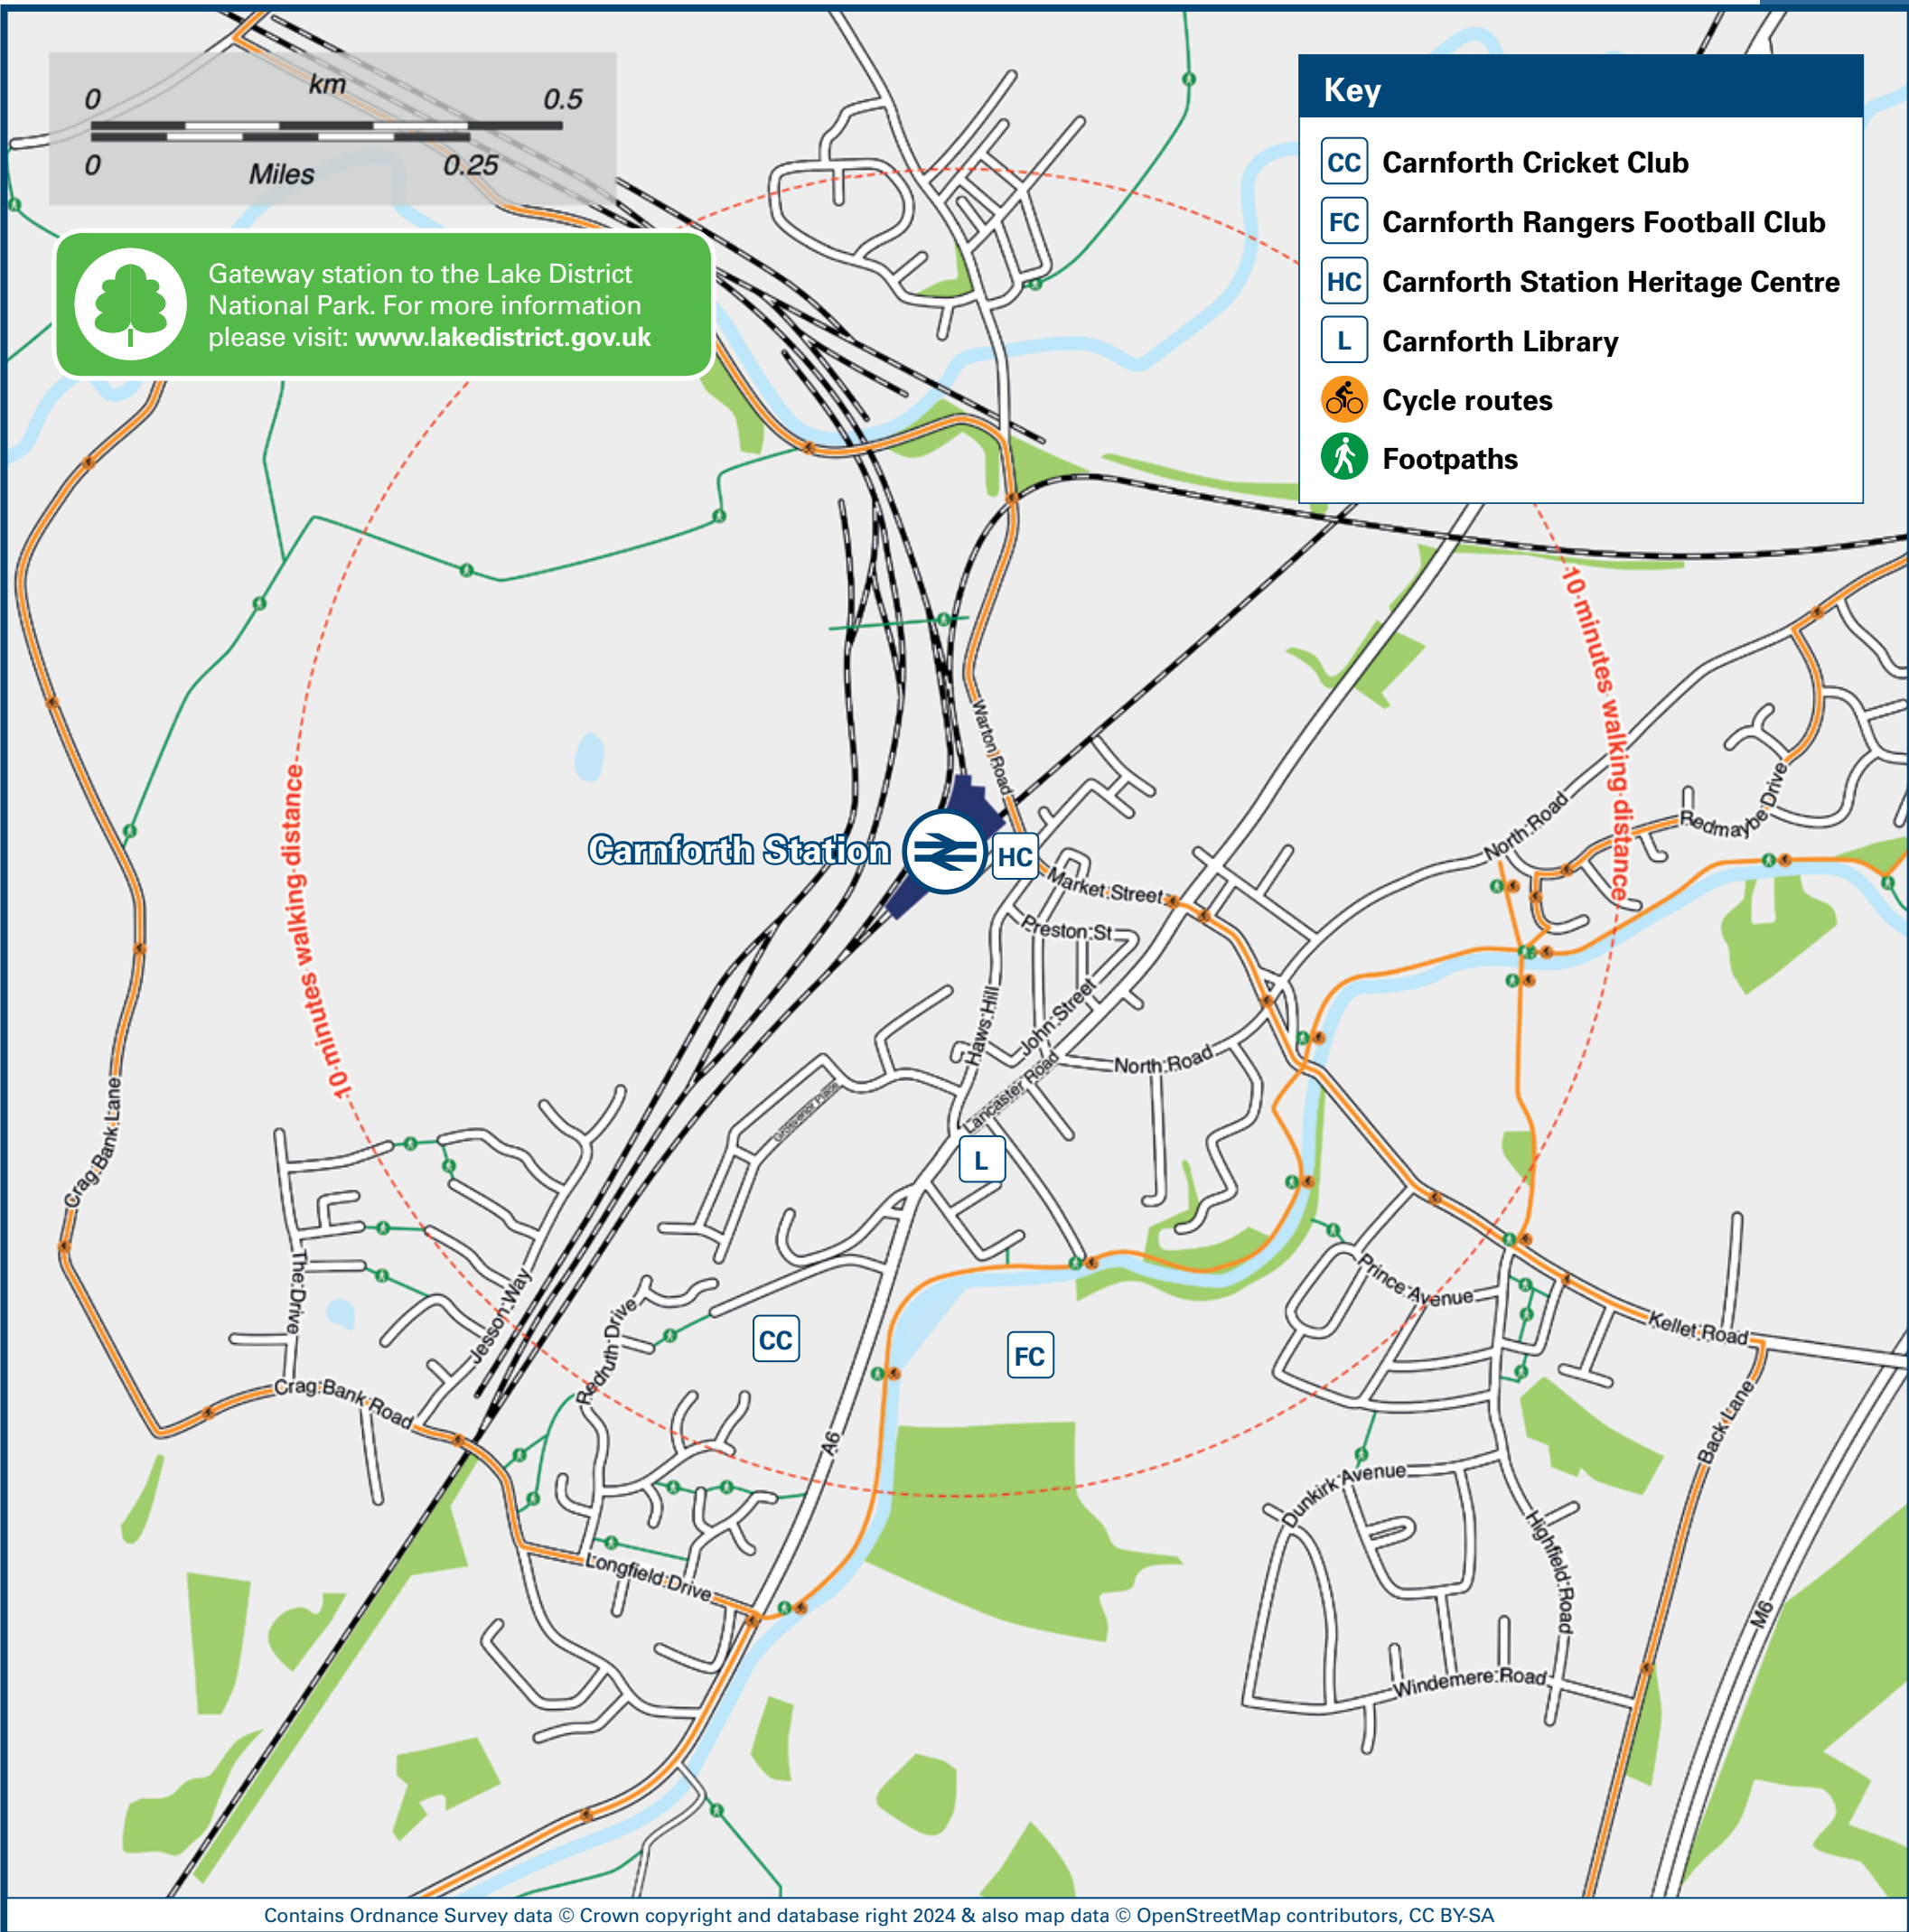 km
0 0.5
0 0.25
Miles
Gateway station to the Lake District
National Park. For more information
please visit: www.lakedistrict.gov.uk
Key
CC Carnforth Cricket Club
FC Carnforth Rangers Football Club
HC Carnforth Station Heritage Centre
L Carnforth Library
Cycle routes
Footpaths
10 minutes walking distance
10 minutes walking distance
Warton Road
Carnforth Station
HC
Market Street
Preston St
North Road
Redmaybe Drive
Haws Hill
John Street
Lancaster Road
North Road
Grosvenor Place
Crag Bank Lane
L
The Drive
Jesson Way
Redruth Drive
CC
FC
Prince Avenue
Kellet Road
Crag Bank Road
A6
Back Lane
Dunkirk Avenue
Highfield Road
Longfield Drive
M6
Windemere Road
Contains Ordnance Survey data © Crown copyright and database right 2024 & also map data © OpenStreetMap contributors, CC BY-SA